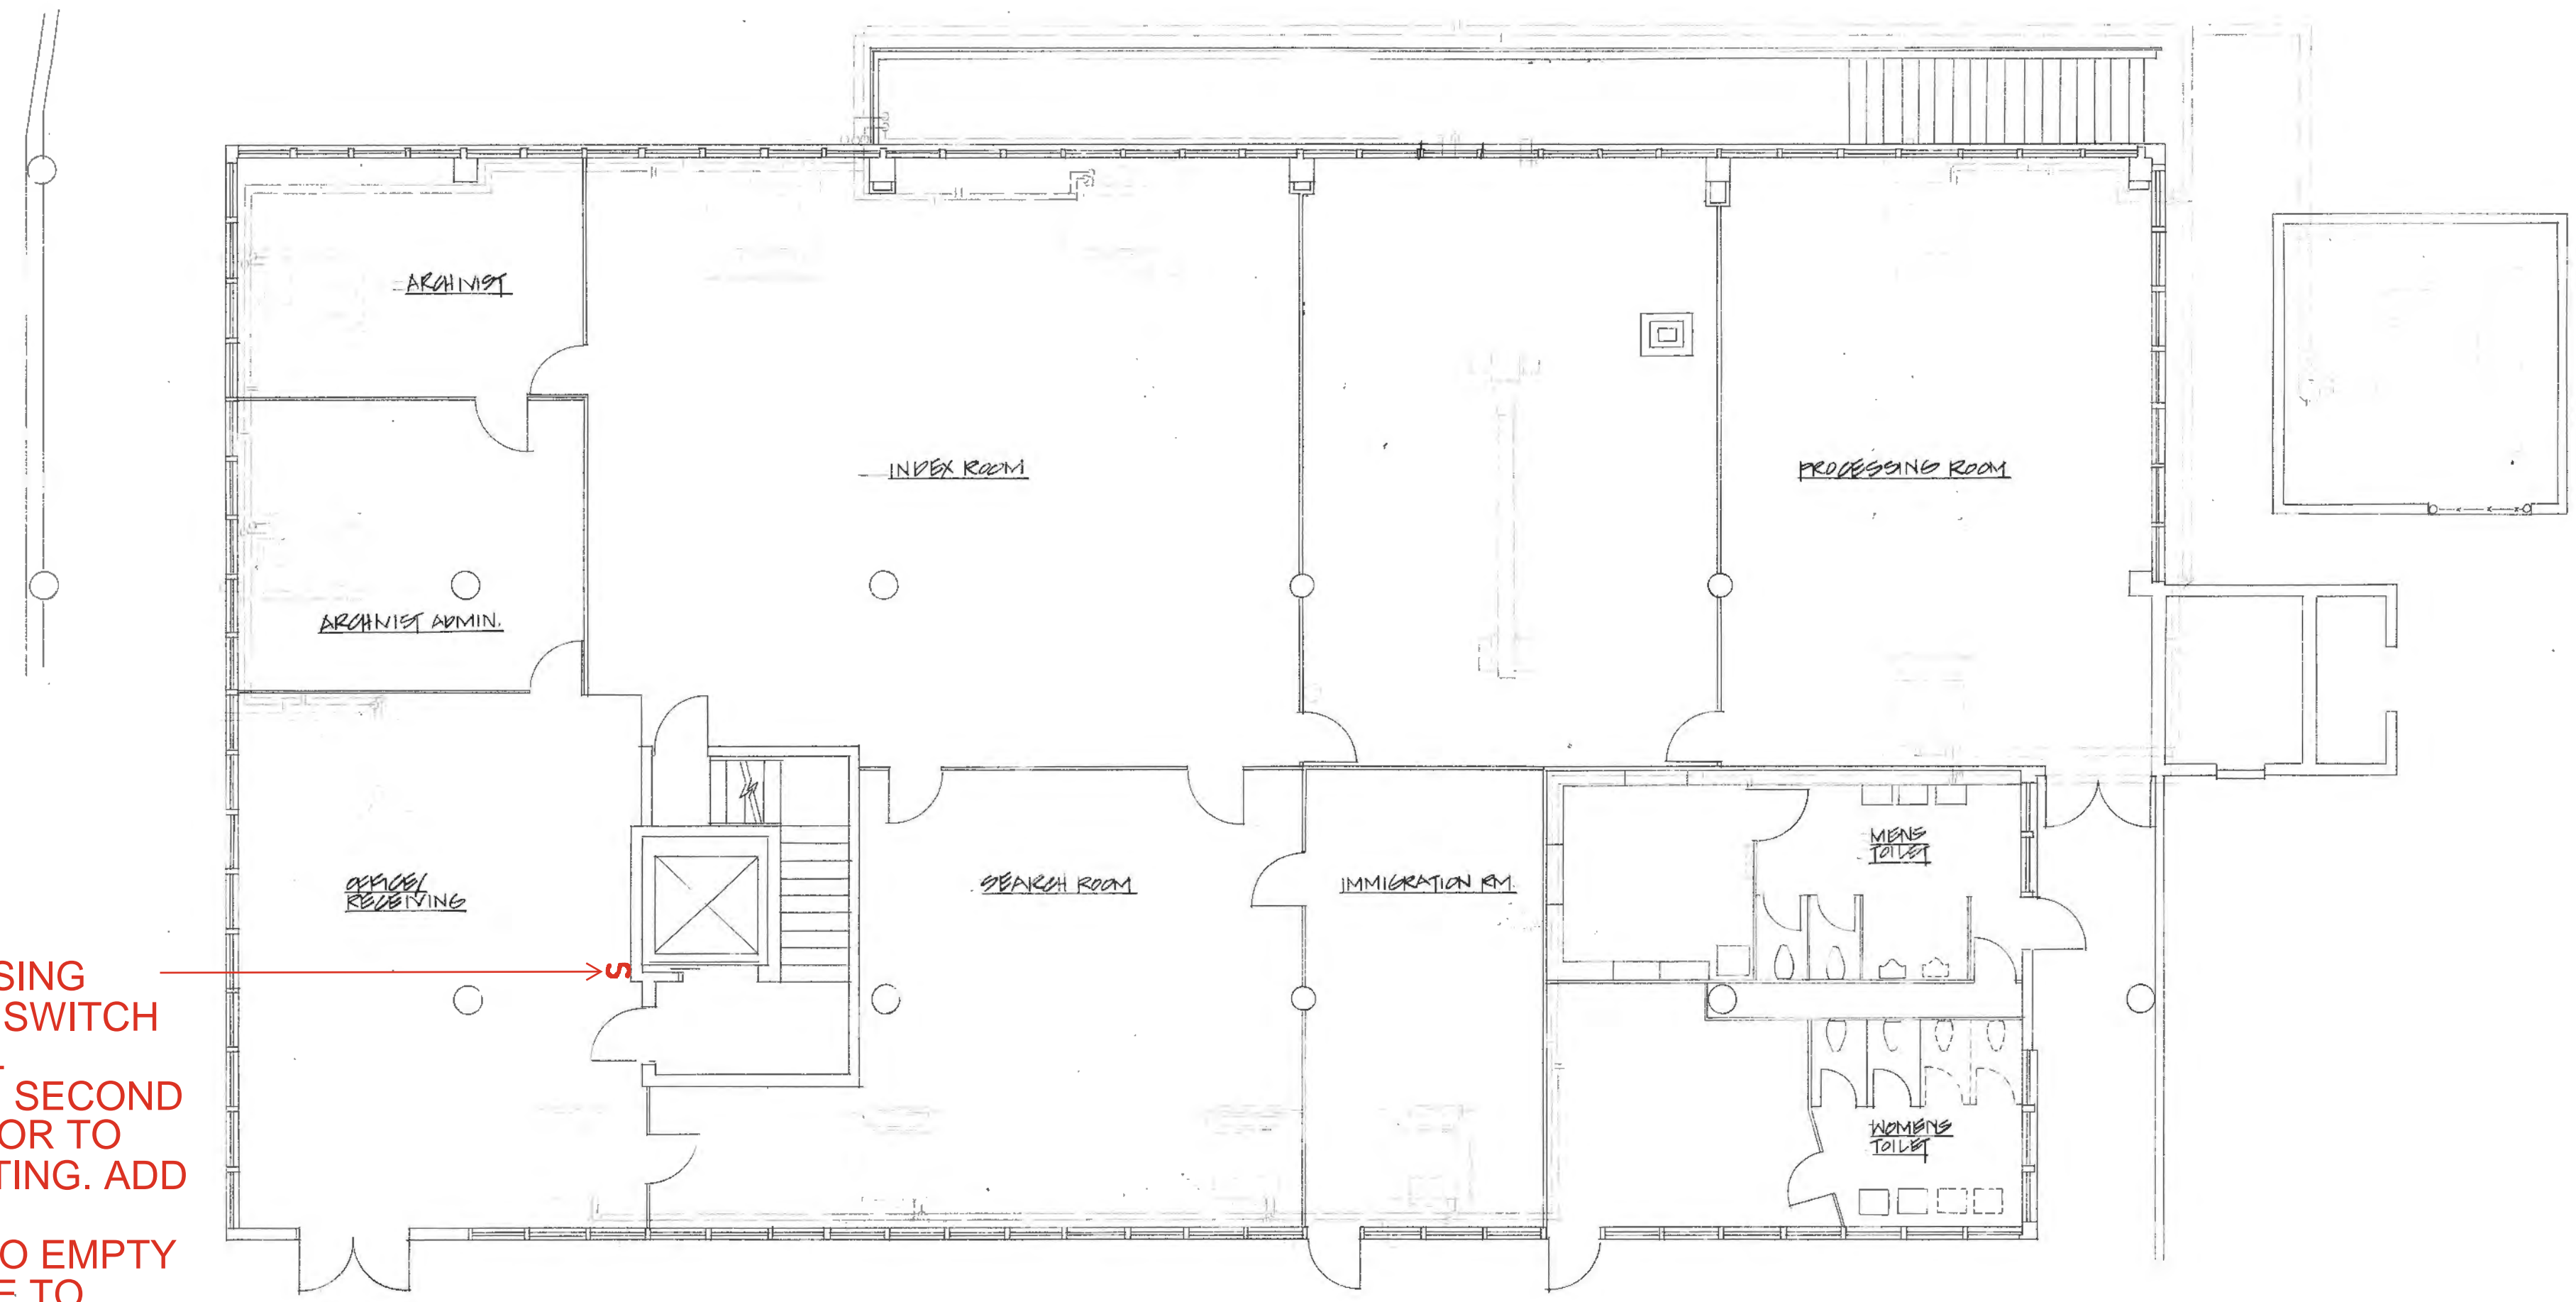 ARCHIVIST
INDEX ROOM
PROCESSING ROOM
ARCHIVIST ADMIN.
OFFICE/
RECEIVING
SEARCH ROOM
IMMIGRATION RM.
MENS
TOILET
WOMENS
TOILET
S
SING
SWITCH
SECOND
OR TO
TING. ADD
O EMPTY
E TO